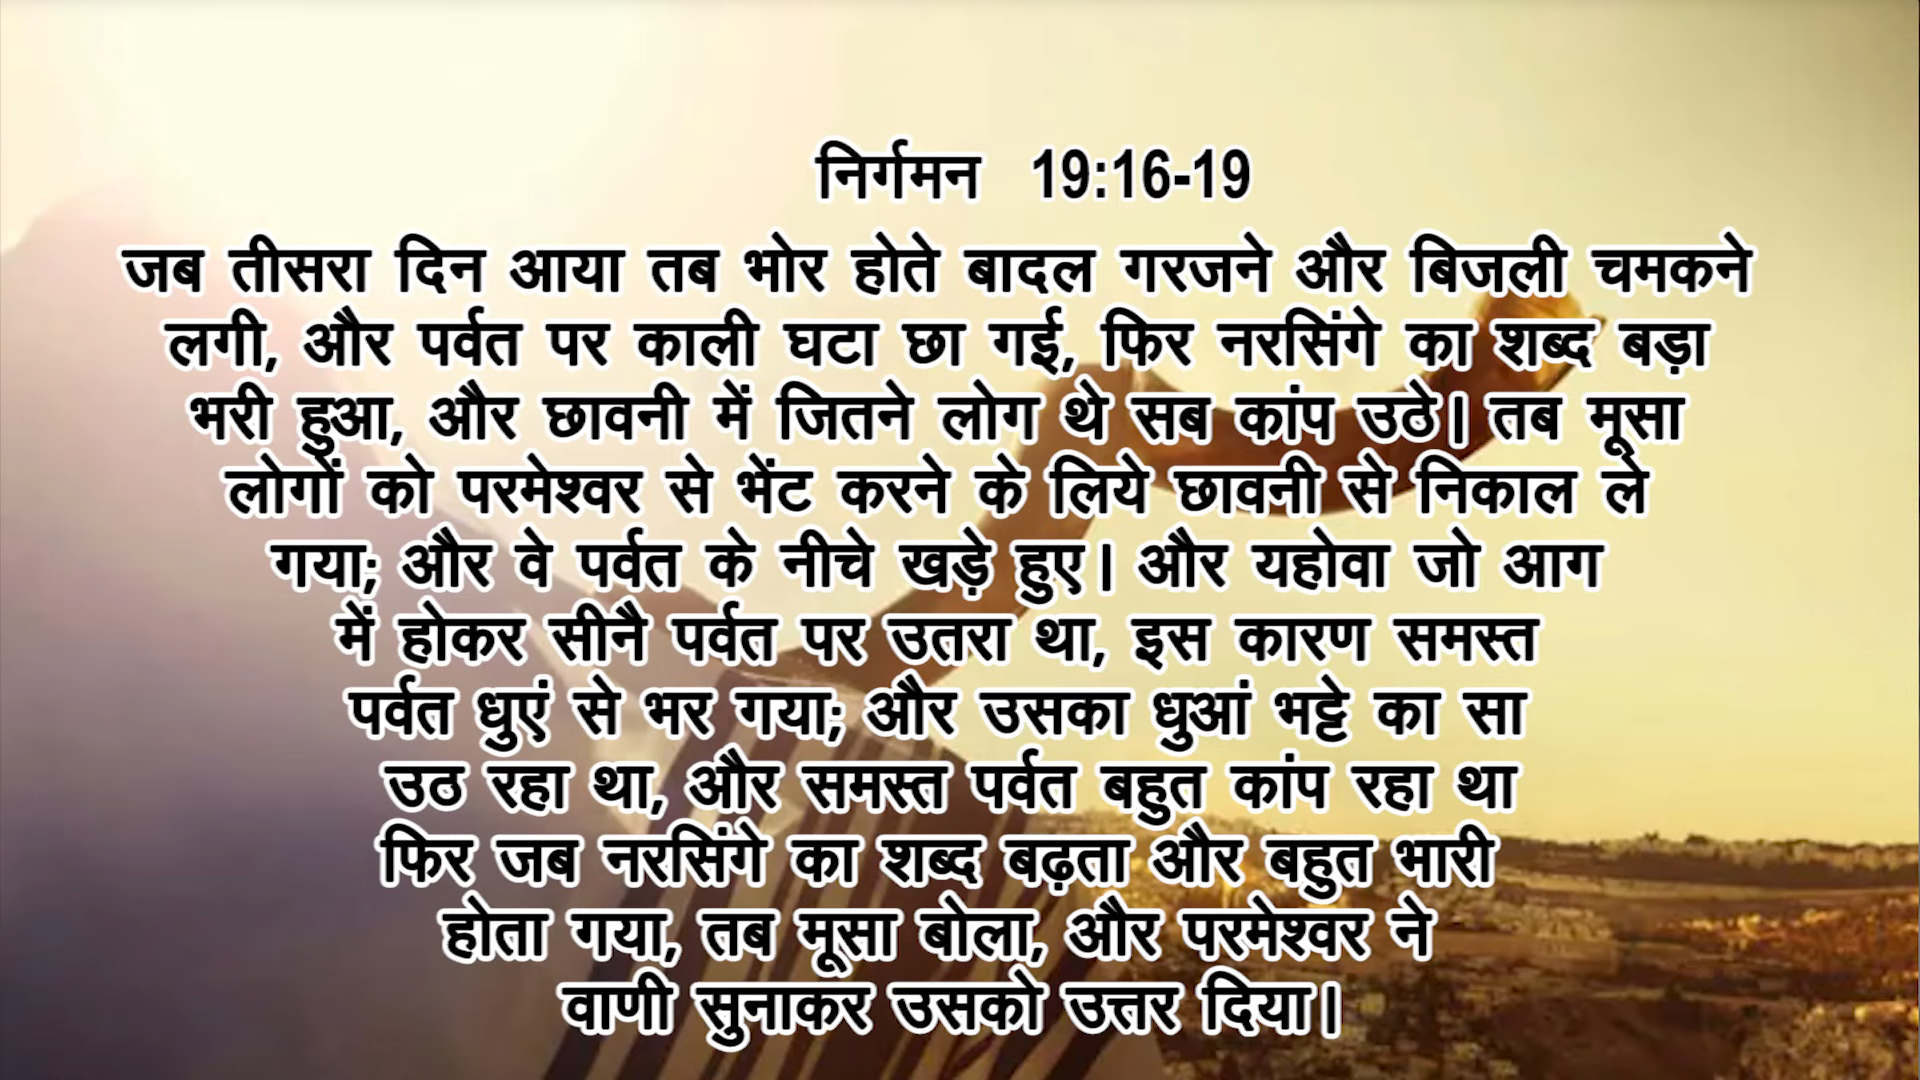 निर्गमन 19:16-19
जब तीसरा दिन आया तब भोर होते बादल गरजने और बिजली चमकने
लगी, और पर्वत पर काली घटा छा गई, फिर नरसिंगे का शब्द बड़ा
भरी हुआ, और छावनी में जितने लोग थे सब कांप उठे। तब मूसा
लोगों को परमेश्वर से भेंट करने के लिये छावनी से निकाल ले
गया; और वे पर्वत के नीचे खड़े हुए। और यहोवा जो आग
में होकर सीनै पर्वत पर उतरा था, इस कारण समस्त
पर्वत धुएं से भर गया; और उसका धुआं भट्टे का सा
उठ रहा था, और समस्त पर्वत बहुत कांप रहा था
फिर जब नरसिंगे का शब्द बढ़ता और बहुत भारी
होता गया, तब मूसा बोला, और परमेश्वर ने
वाणी सुनाकर उसको उत्तर दिया।